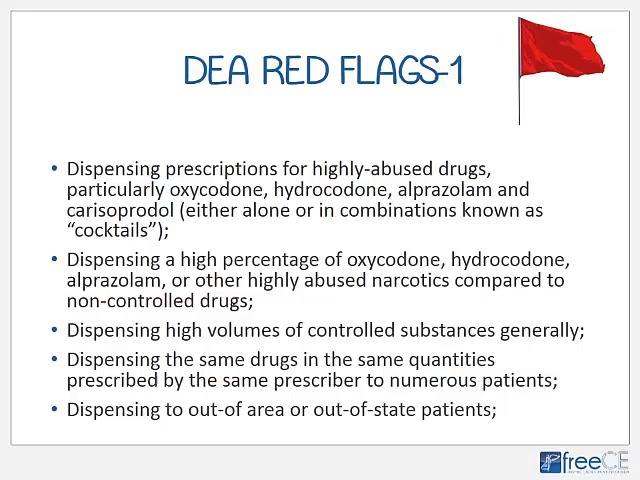 DEA RED FLAGS-1
• Dispensing prescriptions for highly-abused drugs,
particularly oxycodone, hydrocodone, alprazolam and
carisoprodol (either alone or in combinations known as
“cocktails”);
• Dispensing a high percentage of oxycodone, hydrocodone,
alprazolam, or other highly abused narcotics compared to
non-controlled drugs;
• Dispensing high volumes of controlled substances generally;
• Dispensing the same drugs in the same quantities
prescribed by the same prescriber to numerous patients;
• Dispensing to out-of area or out-of-state patients;
freeCE